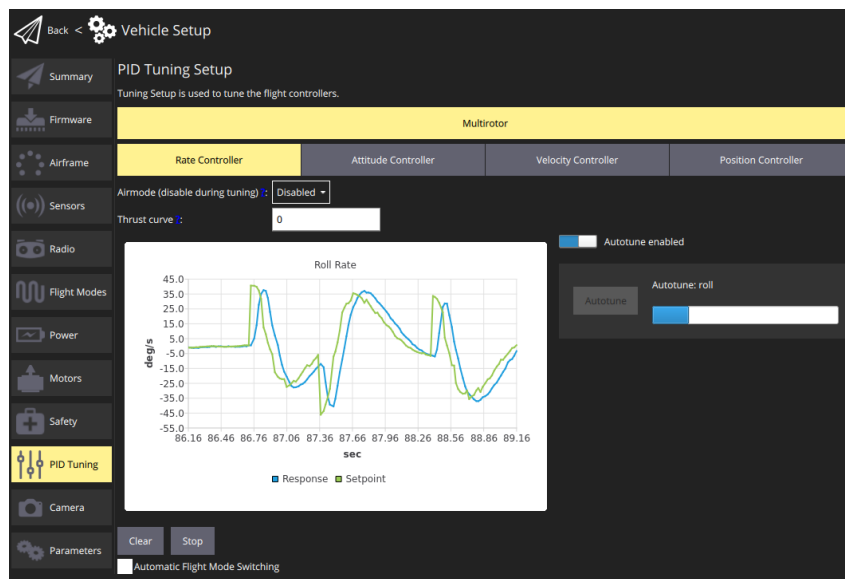 Back < Vehicle Setup
Summary
Firmware
Airframe
Sensors
Radio
Flight Modes
Power
Motors
Safety
PID Tuning
Camera
Parameters
PID Tuning Setup
Tuning Setup is used to tune the flight controllers.
Multirotor
Rate Controller Attitude Controller Velocity Controller Position Controller
Airmode (disable during tuning) ?: Disabled
Thrust curve ?: 0
Roll Rate
45.0
35.0
25.0
15.0
5.0
-5.0
-15.0
-25.0
-35.0
-45.0
-55.0
deg/s
86.16 86.46 86.76 87.06 87.36 87.66 87.96 88.26 88.56 88.86 89.16
sec
Response Setpoint
Autotune enabled
Autotune
Autotune: roll
Clear Stop
Automatic Flight Mode Switching